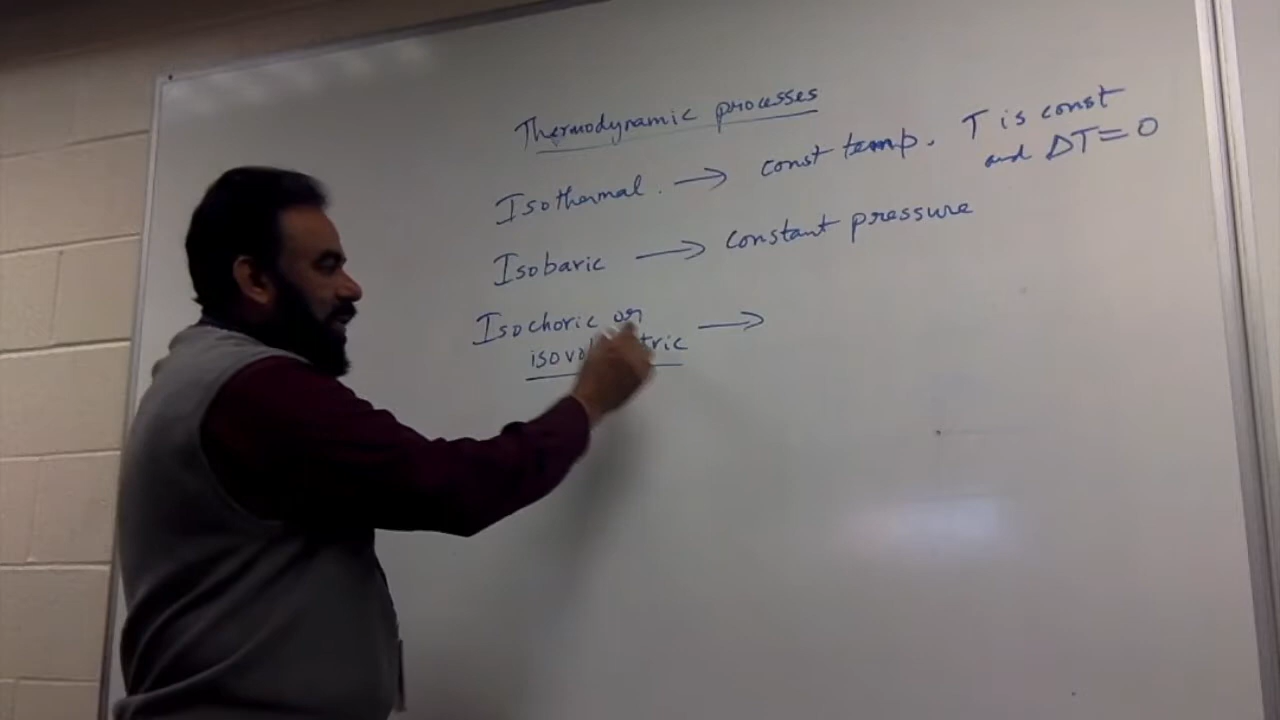 Thermodynamic processes
Isothermal. → const temp. T is const
and ΔT=0
Isobaric → constant pressure
Isochoric or →